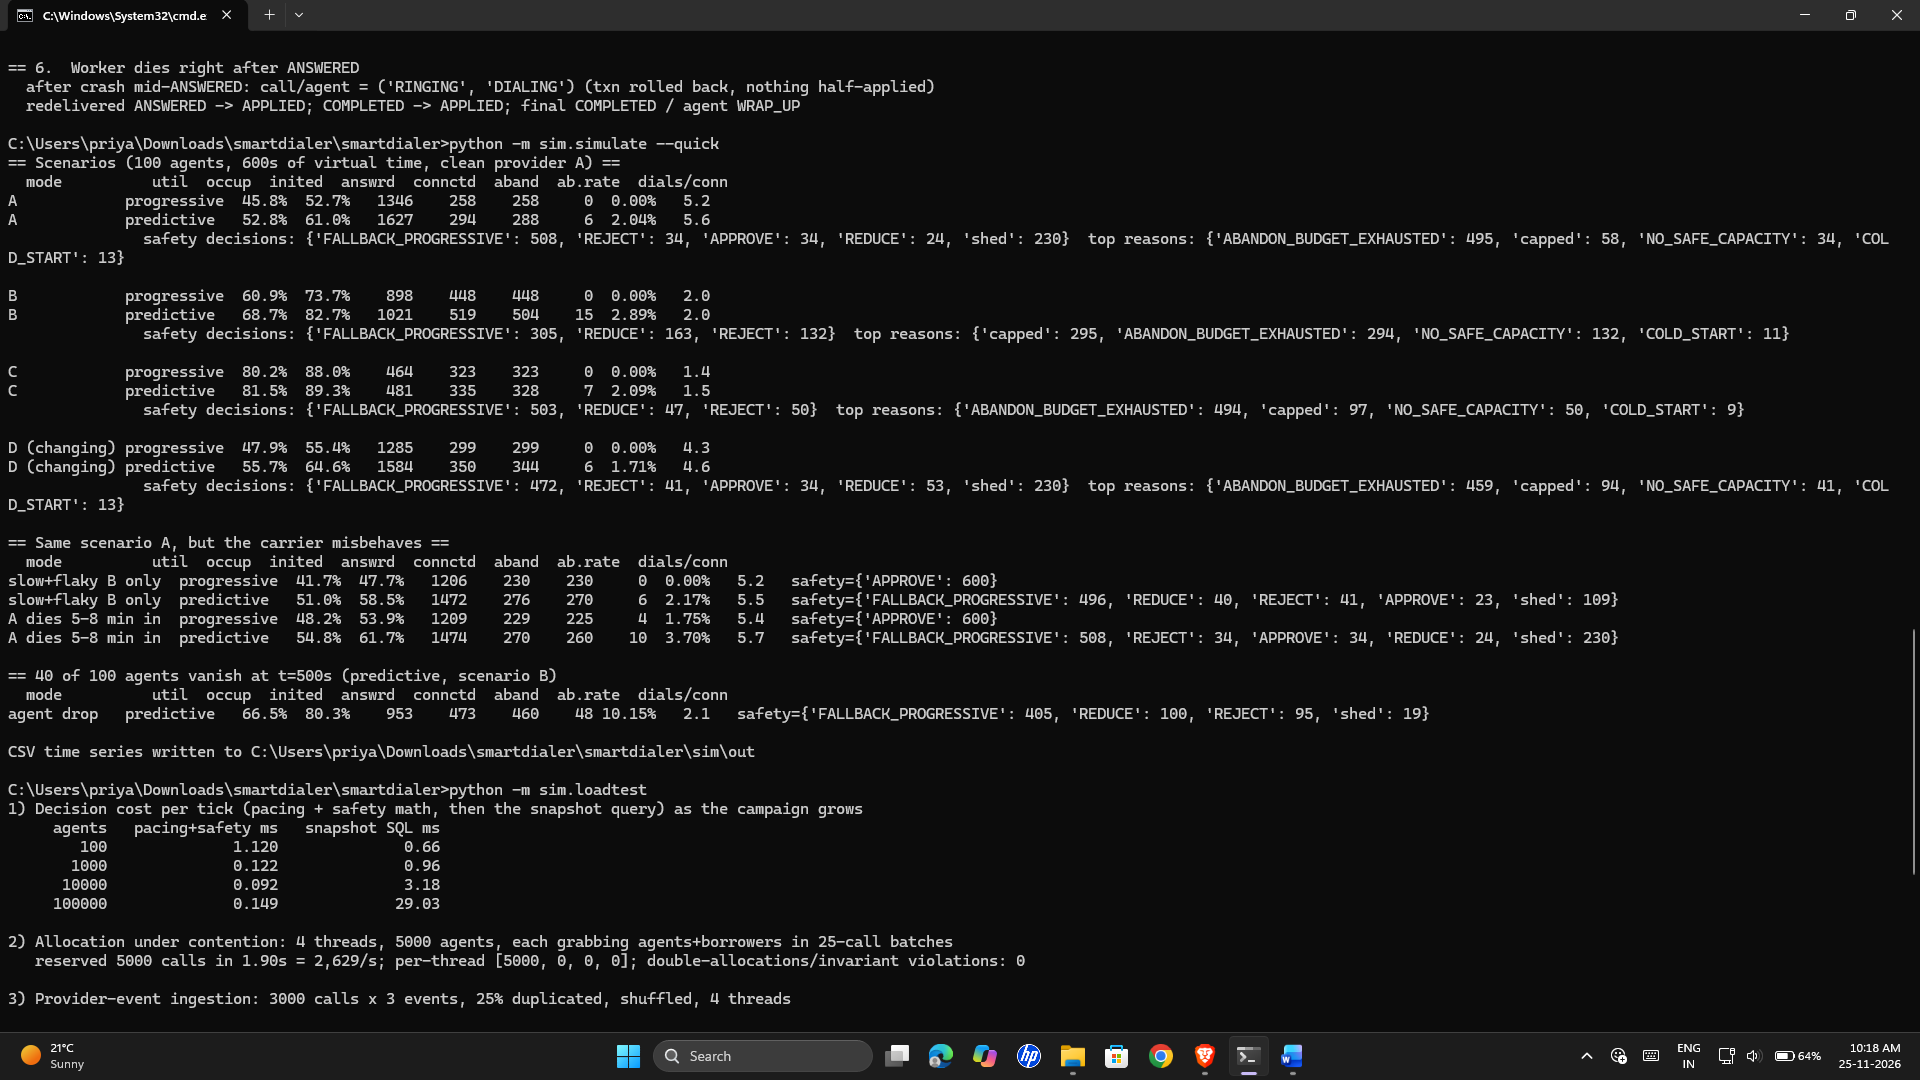 C:\Windows\System32\cmd.e
== 6.  Worker dies right after ANSWERED
  after crash mid-ANSWERED: call/agent = ('RINGING', 'DIALING') (txn rolled back, nothing half-applied)
  redelivered ANSWERED -> APPLIED; COMPLETED -> APPLIED; final COMPLETED / agent WRAP_UP
C:\Users\priya\Downloads\smartdialer\smartdialer>python -m sim.simulate --quick
== Scenarios (100 agents, 600s of virtual time, clean provider A) ==
  mode          util  occup  inited  answrd  connctd  aband  ab.rate  dials/conn
A            progressive  45.8%  52.7%   1346    258    258      0  0.00%   5.2
A            predictive   52.8%  61.0%   1627    294    288      6  2.04%   5.6
               safety decisions: {'FALLBACK_PROGRESSIVE': 508, 'REJECT': 34, 'APPROVE': 34, 'REDUCE': 24, 'shed': 230}  top reasons: {'ABANDON_BUDGET_EXHAUSTED': 495, 'capped': 58, 'NO_SAFE_CAPACITY': 34, 'COL
D_START': 13}
B            progressive  60.9%  73.7%    898    448    448      0  0.00%   2.0
B            predictive   68.7%  82.7%   1021    519    504     15  2.89%   2.0
               safety decisions: {'FALLBACK_PROGRESSIVE': 305, 'REDUCE': 163, 'REJECT': 132}  top reasons: {'capped': 295, 'ABANDON_BUDGET_EXHAUSTED': 294, 'NO_SAFE_CAPACITY': 132, 'COLD_START': 11}
C            progressive  80.2%  88.0%    464    323    323      0  0.00%   1.4
C            predictive   81.5%  89.3%    481    335    328      7  2.09%   1.5
               safety decisions: {'FALLBACK_PROGRESSIVE': 503, 'REDUCE': 47, 'REJECT': 50}  top reasons: {'ABANDON_BUDGET_EXHAUSTED': 494, 'capped': 97, 'NO_SAFE_CAPACITY': 50, 'COLD_START': 9}
D (changing) progressive  47.9%  55.4%   1285    299    299      0  0.00%   4.3
D (changing) predictive   55.7%  64.6%   1584    350    344      6  1.71%   4.6
               safety decisions: {'FALLBACK_PROGRESSIVE': 472, 'REJECT': 41, 'APPROVE': 34, 'REDUCE': 53, 'shed': 230}  top reasons: {'ABANDON_BUDGET_EXHAUSTED': 459, 'capped': 94, 'NO_SAFE_CAPACITY': 41, 'COL
D_START': 13}
== Same scenario A, but the carrier misbehaves ==
  mode          util  occup  inited  answrd  connctd  aband  ab.rate  dials/conn
slow+flaky B only  progressive  41.7%  47.7%   1206    230    230      0  0.00%   5.2   safety={'APPROVE': 600}
slow+flaky B only  predictive   51.0%  58.5%   1472    276    270      6  2.17%   5.5   safety={'FALLBACK_PROGRESSIVE': 496, 'REDUCE': 40, 'REJECT': 41, 'APPROVE': 23, 'shed': 109}
A dies 5-8 min in  progressive  48.2%  53.9%   1209    229    225      4  1.75%   5.4   safety={'APPROVE': 600}
A dies 5-8 min in  predictive   54.8%  61.7%   1474    270    260     10  3.70%   5.7   safety={'FALLBACK_PROGRESSIVE': 508, 'REJECT': 34, 'APPROVE': 34, 'REDUCE': 24, 'shed': 230}
== 40 of 100 agents vanish at t=500s (predictive, scenario B)
  mode          util  occup  inited  answrd  connctd  aband  ab.rate  dials/conn
agent drop   predictive   66.5%  80.3%    953    473    460     48 10.15%   2.1   safety={'FALLBACK_PROGRESSIVE': 405, 'REDUCE': 100, 'REJECT': 95, 'shed': 19}
CSV time series written to C:\Users\priya\Downloads\smartdialer\smartdialer\sim\out
C:\Users\priya\Downloads\smartdialer\smartdialer>python -m sim.loadtest
1) Decision cost per tick (pacing + safety math, then the snapshot query) as the campaign grows
     agents   pacing+safety ms   snapshot SQL ms
        100              1.120              0.66
       1000              0.122              0.96
      10000              0.092              3.18
     100000              0.149             29.03
2) Allocation under contention: 4 threads, 5000 agents, each grabbing agents+borrowers in 25-call batches
   reserved 5000 calls in 1.90s = 2,629/s; per-thread [5000, 0, 0, 0]; double-allocations/invariant violations: 0
3) Provider-event ingestion: 3000 calls x 3 events, 25% duplicated, shuffled, 4 threads
21°C
Sunny
Search
ENG
IN
64%
10:18 AM
25-11-2026